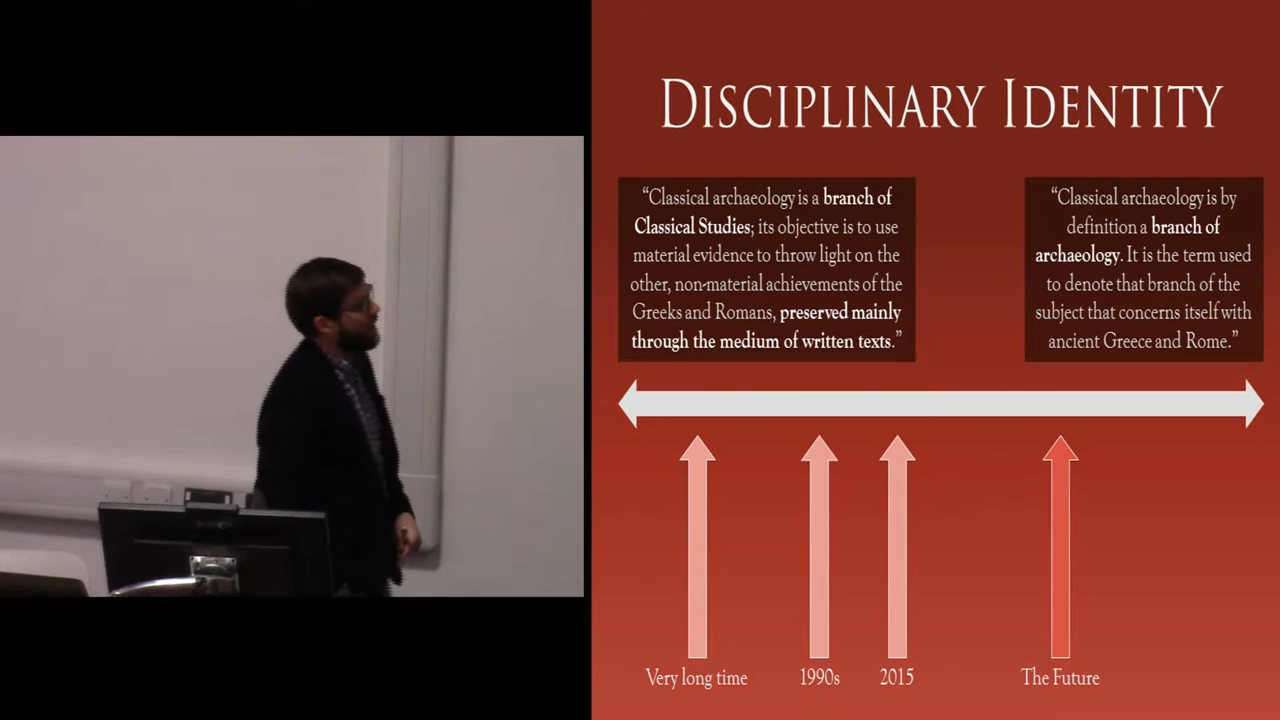 DISCIPLINARY IDENTITY
“Classical archaeology is a branch of
Classical Studies; its objective is to use
material evidence to throw light on the
other, non-material achievements of the
Greeks and Romans, preserved mainly
through the medium of written texts.”
“Classical archaeology is by
definition a branch of
archaeology. It is the term used
to denote that branch of the
subject that concerns itself with
ancient Greece and Rome.”
Very long time
1990s
2015
The Future